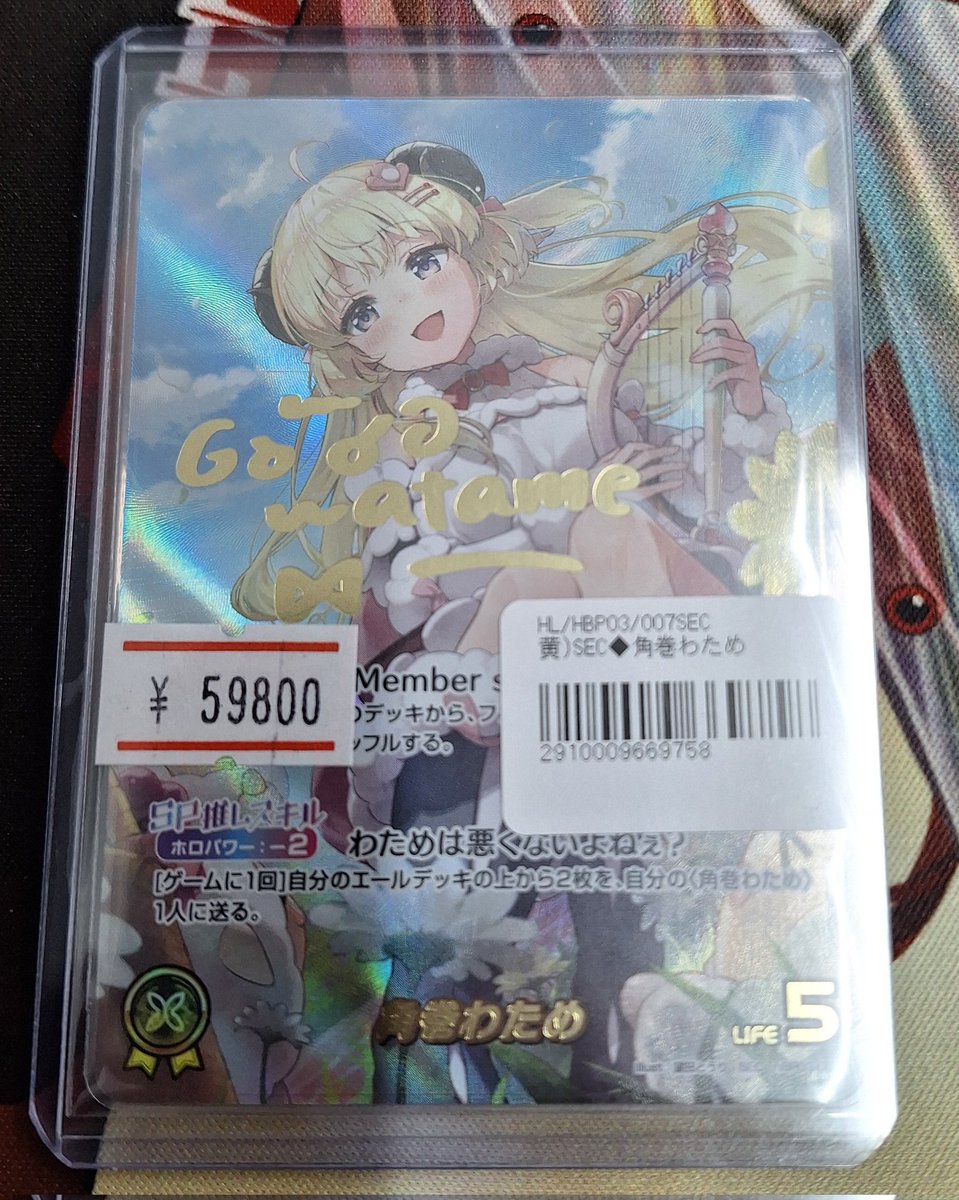 watame
HL/HBP03/007SEC
黄)SEC◆角巻わため
¥ 59800
2910009669758
Member s
のデッキから、フ
ッフルする。
SP推しスキル
ホロパワー：－2
わためは悪くないよねぇ?
[ゲームに1回]自分のエールデッキの上から2枚を、自分の〈角巻わため〉
1人に送る。
角巻わため
LIFE 5
illust